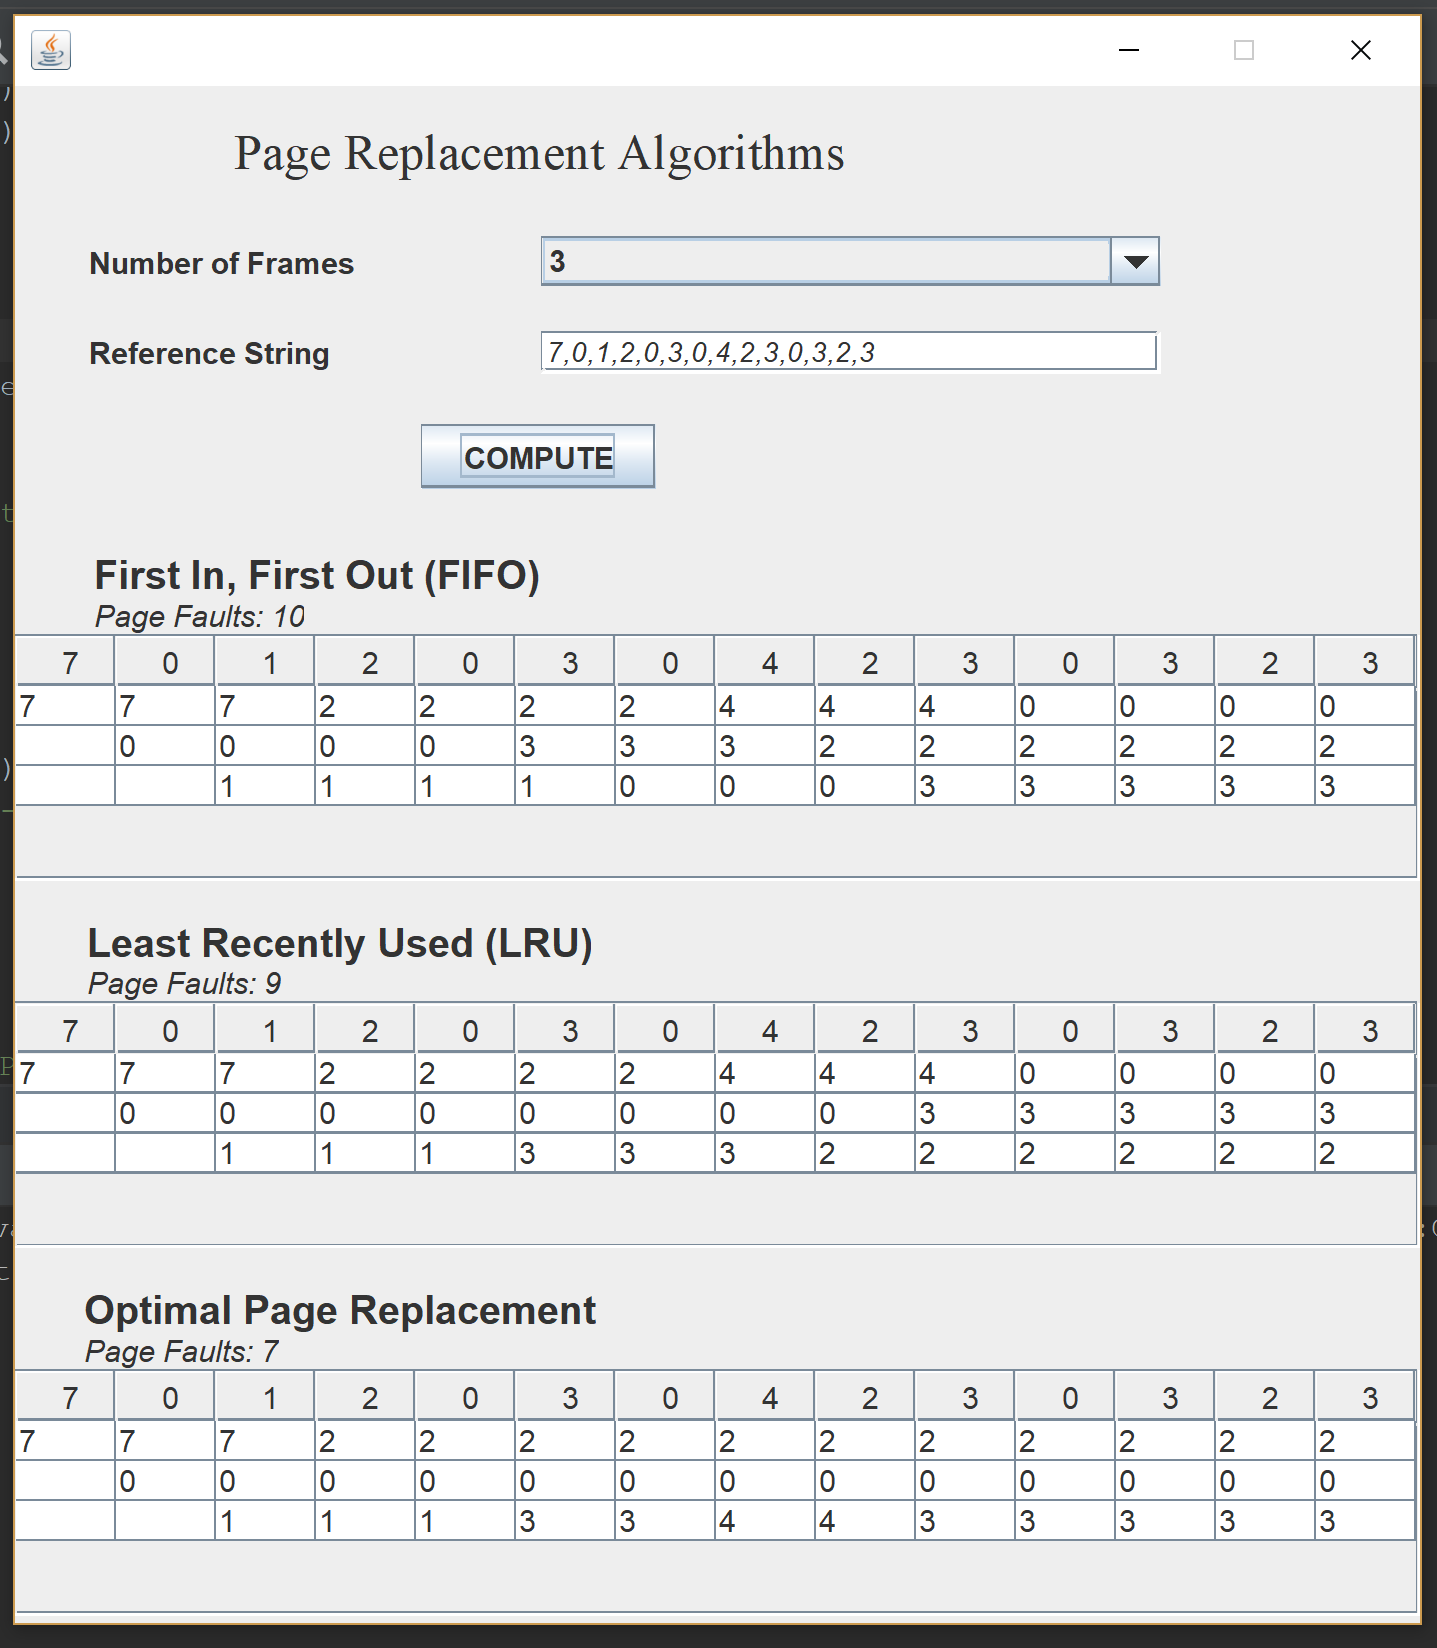 Page Replacement Algorithms
Number of Frames 3
Reference String 7,0,1,2,0,3,0,4,2,3,0,3,2,3
COMPUTE
First In, First Out (FIFO)
Page Faults: 10
7 0 1 2 0 3 0 4 2 3 0 3 2 3
7 7 7 2 2 2 2 4 4 4 0 0 0 0
0 0 0 0 3 3 3 2 2 2 2 2 2
1 1 1 1 0 0 0 3 3 3 3 3
Least Recently Used (LRU)
Page Faults: 9
7 0 1 2 0 3 0 4 2 3 0 3 2 3
7 7 7 2 2 2 2 4 4 4 0 0 0 0
0 0 0 0 0 0 0 0 3 3 3 3 3
1 1 1 3 3 3 2 2 2 2 2 2
Optimal Page Replacement
Page Faults: 7
7 0 1 2 0 3 0 4 2 3 0 3 2 3
7 7 7 2 2 2 2 2 2 2 2 2 2 2
0 0 0 0 0 0 0 0 0 0 0 0 0
1 1 1 3 3 4 4 3 3 3 3 3